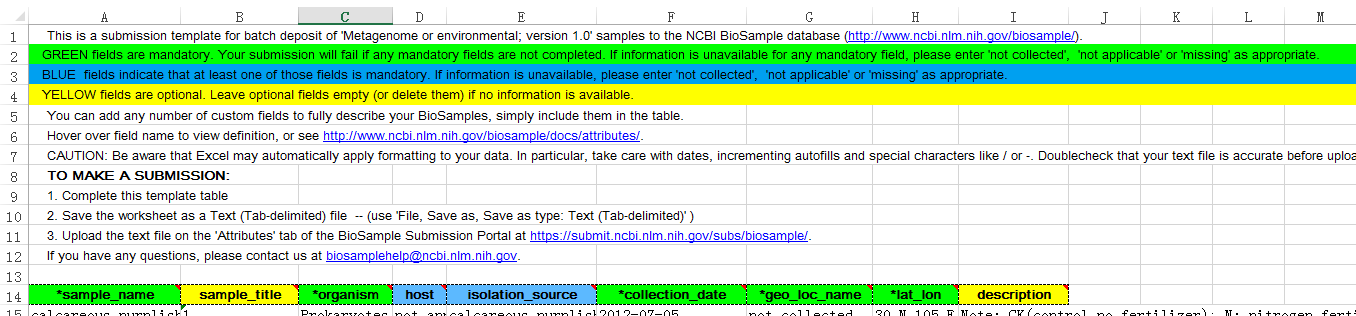 A B C D E F G H I J K L M
1 This is a submission template for batch deposit of 'Metagenome or environmental; version 1.0' samples to the NCBI BioSample database (http://www.ncbi.nlm.nih.gov/biosample/).
2 GREEN fields are mandatory. Your submission will fail if any mandatory fields are not completed. If information is unavailable for any mandatory field, please enter 'not collected', 'not applicable' or 'missing' as appropriate.
3 BLUE fields indicate that at least one of those fields is mandatory. If information is unavailable, please enter 'not collected', 'not applicable' or 'missing' as appropriate.
4 YELLOW fields are optional. Leave optional fields empty (or delete them) if no information is available.
5 You can add any number of custom fields to fully describe your BioSamples, simply include them in the table.
6 Hover over field name to view definition, or see http://www.ncbi.nlm.nih.gov/biosample/docs/attributes/.
7 CAUTION: Be aware that Excel may automatically apply formatting to your data. In particular, take care with dates, incrementing autofills and special characters like / or -. Doublecheck that your text file is accurate before uploa
8 TO MAKE A SUBMISSION:
9 1. Complete this template table
10 2. Save the worksheet as a Text (Tab-delimited) file -- (use 'File, Save as, Save as type: Text (Tab-delimited)' )
11 3. Upload the text file on the 'Attributes' tab of the BioSample Submission Portal at https://submit.ncbi.nlm.nih.gov/subs/biosample/.
12 If you have any questions, please contact us at biosamplehelp@ncbi.nlm.nih.gov.
13
14 *sample_name sample_title *organism host isolation_source *collection_date *geo_loc_name *lat_lon description
15 calcareous purplish1 Prokaryotes not app calcareous purplish 2012-07-05 not collected 30 N 105 E Note: CK(control no fertilizer); N: nitrogen ferti